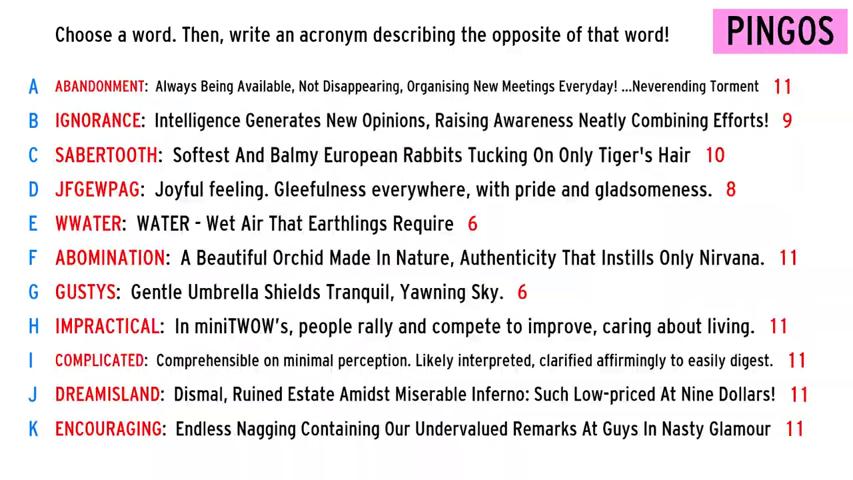 Choose a word. Then, write an acronym describing the opposite of that word!
PINGOS
A ABANDONMENT: Always Being Available, Not Disappearing, Organising New Meetings Everyday! ...Neverending Torment 11
B IGNORANCE: Intelligence Generates New Opinions, Raising Awareness Neatly Combining Efforts! 9
C SABERTOOTH: Softest And Balmy European Rabbits Tucking On Only Tiger's Hair 10
D JFGEWPAG: Joyful feeling. Gleefulness everywhere, with pride and gladsomeness. 8
E WWATER: WATER - Wet Air That Earthlings Require 6
F ABOMINATION: A Beautiful Orchid Made In Nature, Authenticity That Instills Only Nirvana. 11
G GUSTYS: Gentle Umbrella Shields Tranquil, Yawning Sky. 6
H IMPRACTICAL: In miniTWOW's, people rally and compete to improve, caring about living. 11
I COMPLICATED: Comprehensible on minimal perception. Likely interpreted, clarified affirmingly to easily digest. 11
J DREAMISLAND: Dismal, Ruined Estate Amidst Miserable Inferno: Such Low-priced At Nine Dollars! 11
K ENCOURAGING: Endless Nagging Containing Our Undervalued Remarks At Guys In Nasty Glamour 11